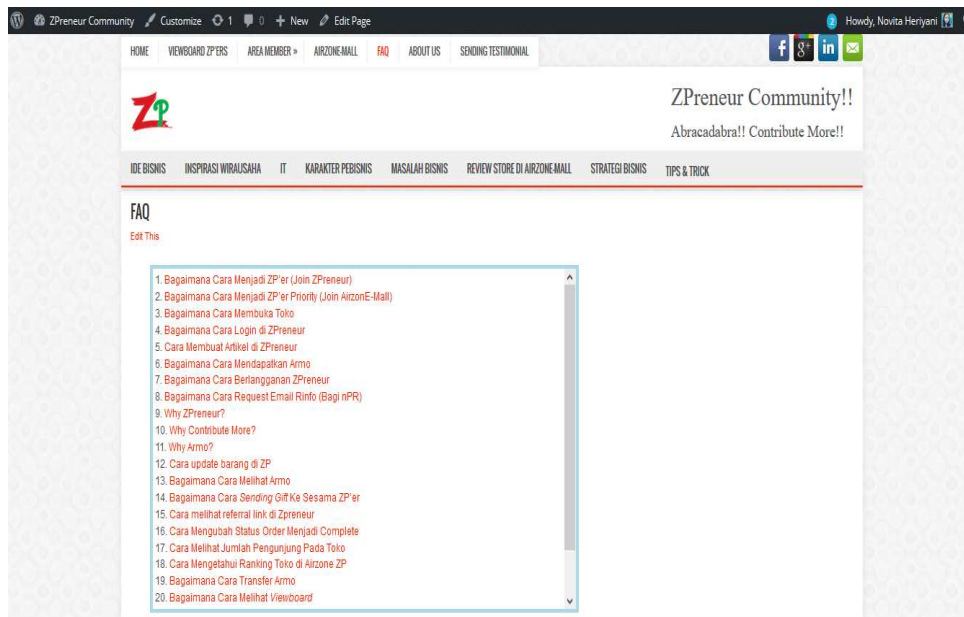 ZPreneur Community Customize 1 0 + New Edit Page 2 Howdy, Novita Heriyani
HOME VIEWBOARD ZP'ERS AREA MEMBER » AIRZONE-MALL FAQ ABOUT US SENDING TESTIMONIAL
f 8+ in
ZP
ZPreneur Community!!
Abracadabra!! Contribute More!!
IDE BISNIS INSPIRASI WIRAUSAHA IT KARAKTER PEBISNIS MASALAH BISNIS REVIEW STORE DI AIRZONE-MALL STRATEGI BISNIS TIPS & TRICK
FAQ
Edit This
1. Bagaimana Cara Menjadi ZP'er (Join ZPreneur)
2. Bagaimana Cara Menjadi ZP'er Priority (Join AirzonE-Mall)
3. Bagaimana Cara Membuka Toko
4. Bagaimana Cara Login di ZPreneur
5. Cara Membuat Artikel di ZPreneur
6. Bagaimana Cara Mendapatkan Armo
7. Bagaimana Cara Berlangganan ZPreneur
8. Bagaimana Cara Request Email Rinfo (Bagi nPR)
9. Why ZPreneur?
10. Why Contribute More?
11. Why Armo?
12. Cara update barang di ZP
13. Bagaimana Cara Melihat Armo
14. Bagaimana Cara Sending Gift Ke Sesama ZP'er
15. Cara melihat referral link di Zpreneur
16. Cara Mengubah Status Order Menjadi Complete
17. Cara Melihat Jumlah Pengunjung Pada Toko
18. Cara Mengetahui Ranking Toko di Airzone ZP
19. Bagaimana Cara Transfer Armo
20. Bagaimana Cara Melihat Viewboard